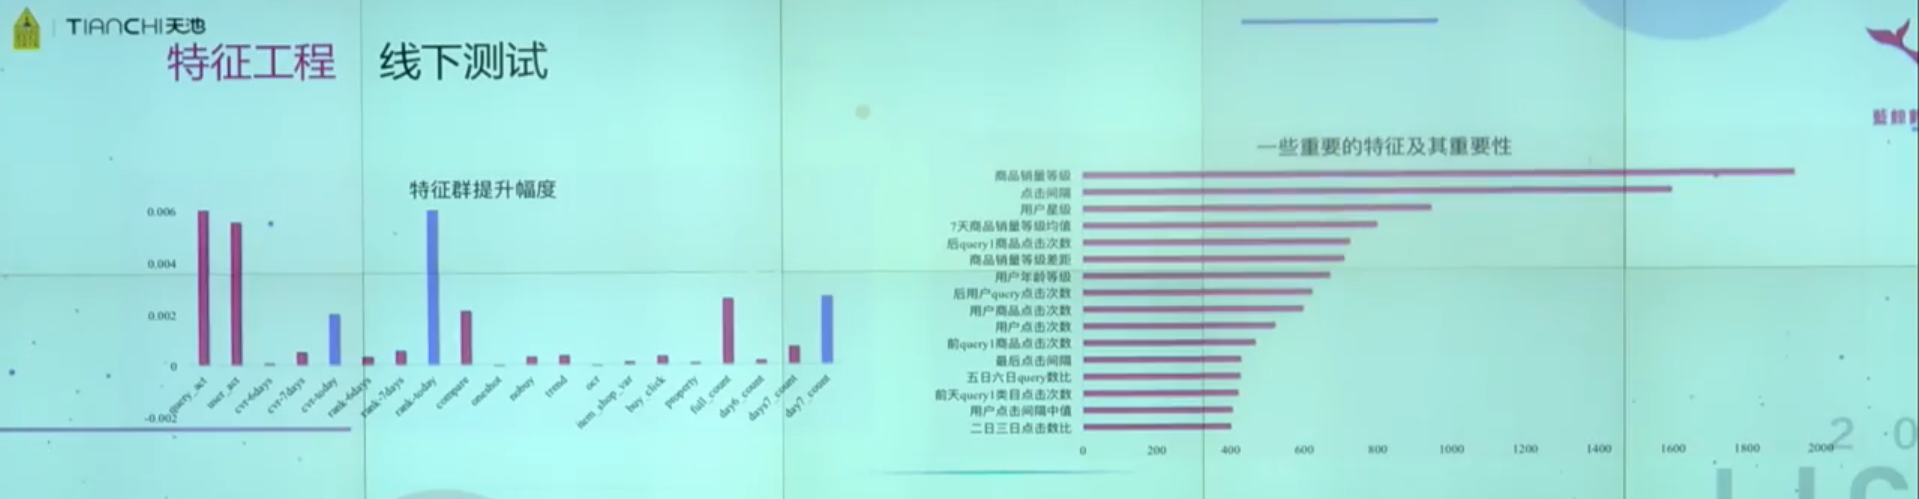 TIANCHI天池
特征工程 线下测试
藍鲸
特征群提升幅度
0.006
0.004
0.002
0
-0.002
query_act
user_act
cvr-6days
cvr-7days
cvr-today
rank-6days
rank-7days
rank-today
compare
oneshot
nobuy
trend
ocr
item_shop_var
buy_click
property
full_count
day6_count
days7_count
day7_count
一些重要的特征及其重要性
商品销量等级
点击间隔
用户星级
7天商品销量等级均值
后query1商品点击次数
商品销量等级差距
用户年龄等级
后用户query点击次数
用户商品点击次数
用户点击次数
前query1商品点击次数
最后点击间隔
五日六日query数比
前天query1类目点击次数
用户点击间隔中值
二日三日点击数比
0 200 400 600 800 1000 1200 1400 1600 1800 2000
2 0